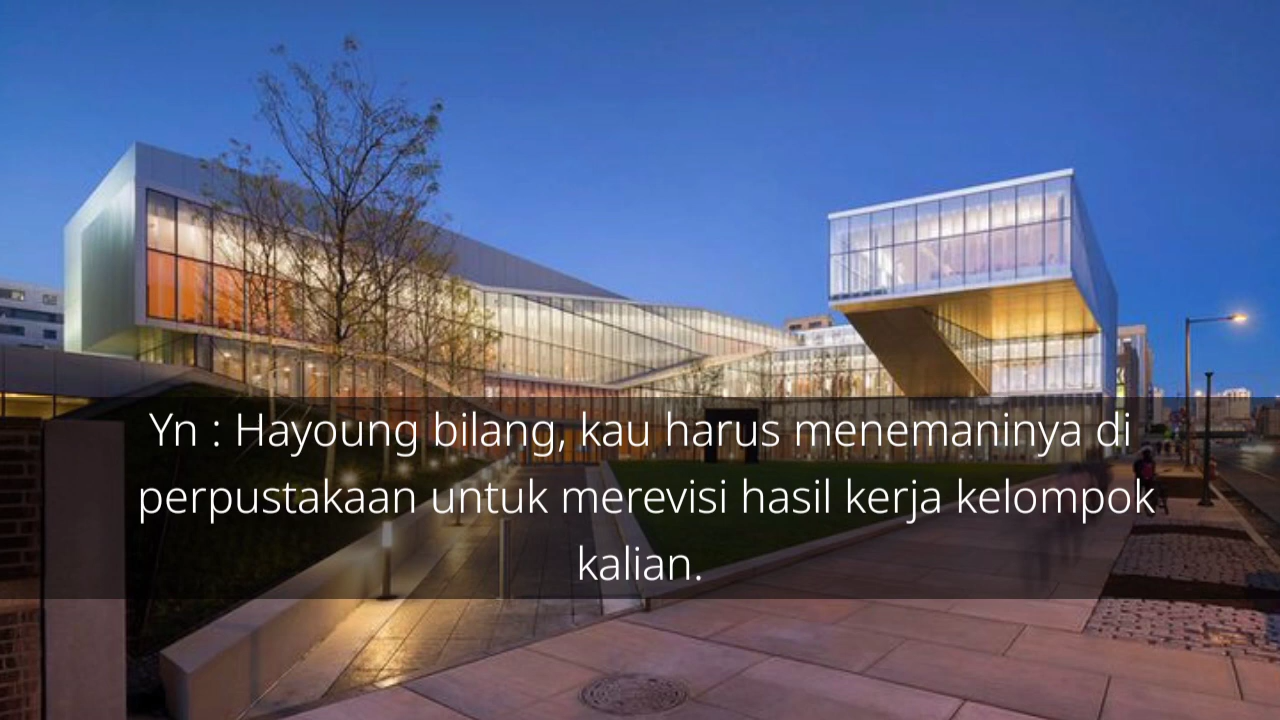 Yn : Hayoung bilang, kau harus menemaninya di
perpustakaan untuk merevisi hasil kerja kelompok
kalian.